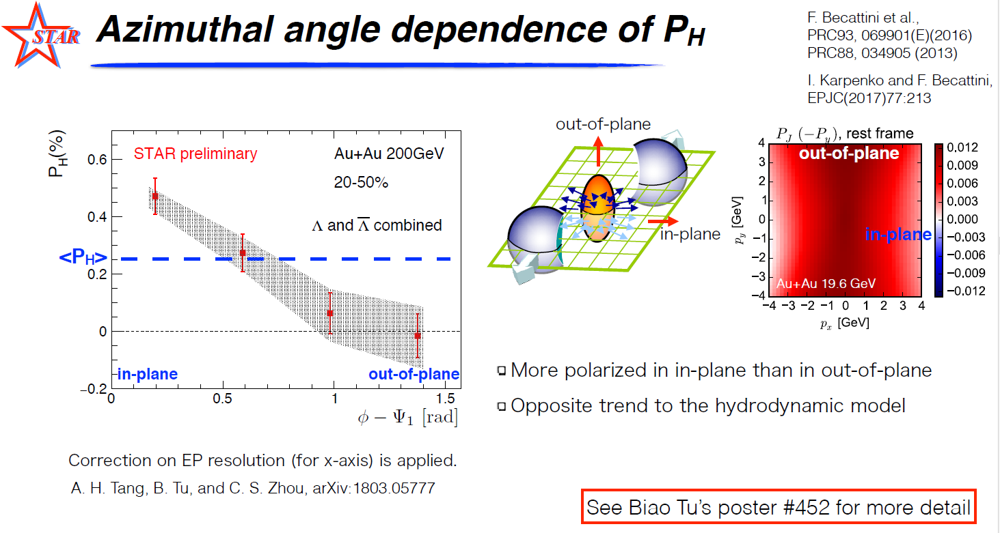 STAR
Azimuthal angle dependence of P_H
F. Becattini et al.,
PRC93, 069901(E)(2016)
PRC88, 034905 (2013)
I. Karpenko and F. Becattini,
EPJC(2017)77:213
P_H(%)
STAR preliminary
Au+Au 200GeV
20-50%
Λ and Λ̅ combined
<P_H>
0.6
0.4
0.2
0
−0.2
in-plane
out-of-plane
0
0.5
1
1.5
ϕ − Ψ₁ [rad]
out-of-plane
in-plane
P_J (−P_y), rest frame
out-of-plane
in-plane
Au+Au 19.6 GeV
p_y [GeV]
4
3
2
1
0
−1
−2
−3
−4
−4 −3 −2 −1 0 1 2 3 4
p_x [GeV]
0.012
0.009
0.006
0.003
0.000
−0.003
−0.006
−0.009
−0.012
More polarized in in-plane than in out-of-plane
Opposite trend to the hydrodynamic model
Correction on EP resolution (for x-axis) is applied.
A. H. Tang, B. Tu, and C. S. Zhou, arXiv:1803.05777
See Biao Tu’s poster #452 for more detail